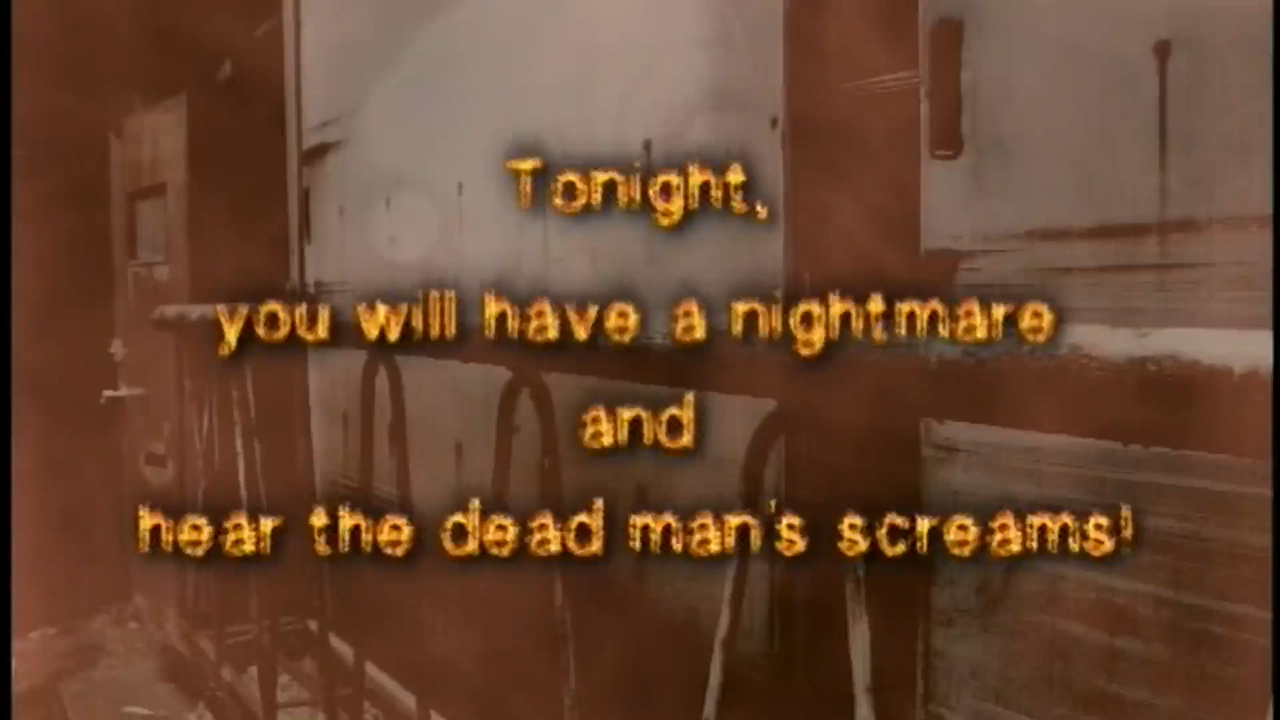 Tonight,
you will have a nightmare
and
hear the dead man's screams!